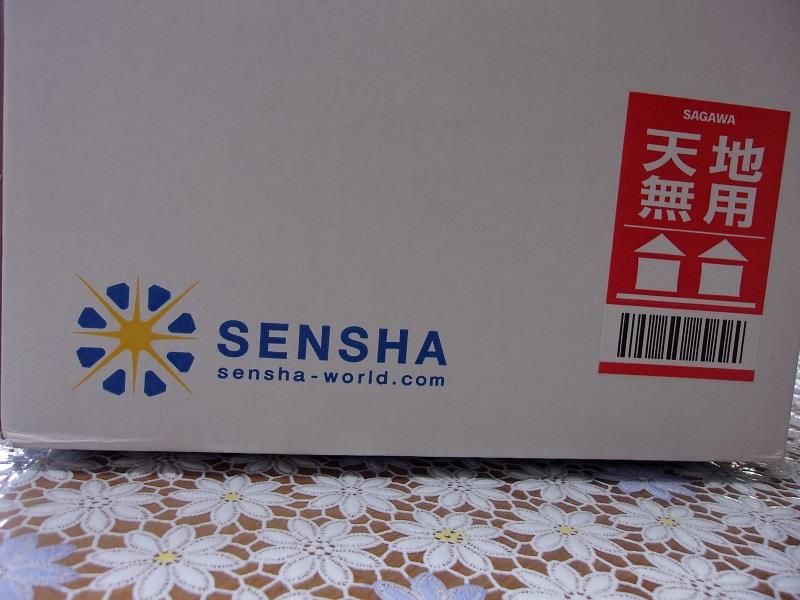 SAGAWA
天地
無用
SENSHA
sensha-world.com